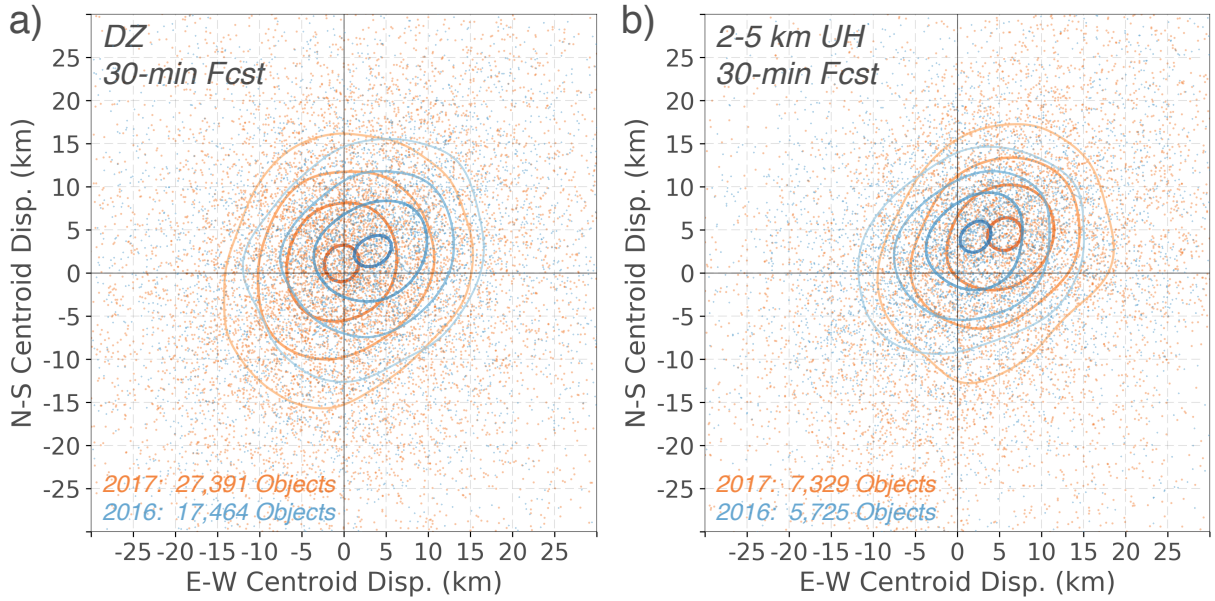 a)
DZ
30-min Fcst
N-S Centroid Disp. (km)
25
20
15
10
5
0
-5
-10
-15
-20
-25
2017: 27,391 Objects
2016: 17,464 Objects
-25 -20 -15 -10 -5 0 5 10 15 20 25
E-W Centroid Disp. (km)
b)
2-5 km UH
30-min Fcst
N-S Centroid Disp. (km)
25
20
15
10
5
0
-5
-10
-15
-20
-25
2017: 7,329 Objects
2016: 5,725 Objects
-25 -20 -15 -10 -5 0 5 10 15 20 25
E-W Centroid Disp. (km)